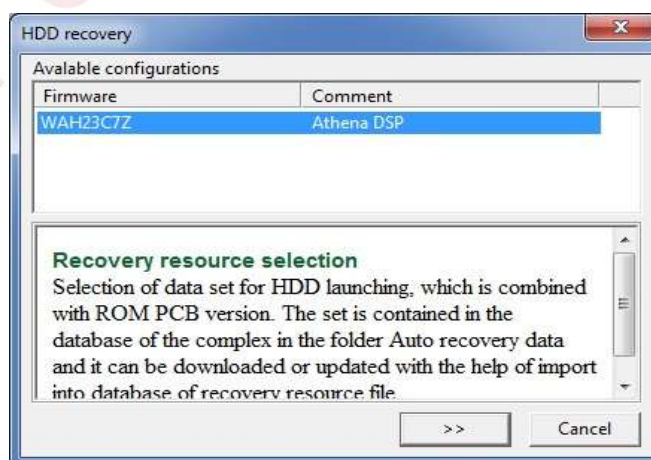 HDD recovery
Avalable configurations
Firmware Comment
WAH23C7Z Athena DSP
Recovery resource selection
Selection of data set for HDD launching, which is combined
with ROM PCB version. The set is contained in the
database of the complex in the folder Auto recovery data
and it can be downloaded or updated with the help of import
into database of recovery resource file
>> Cancel